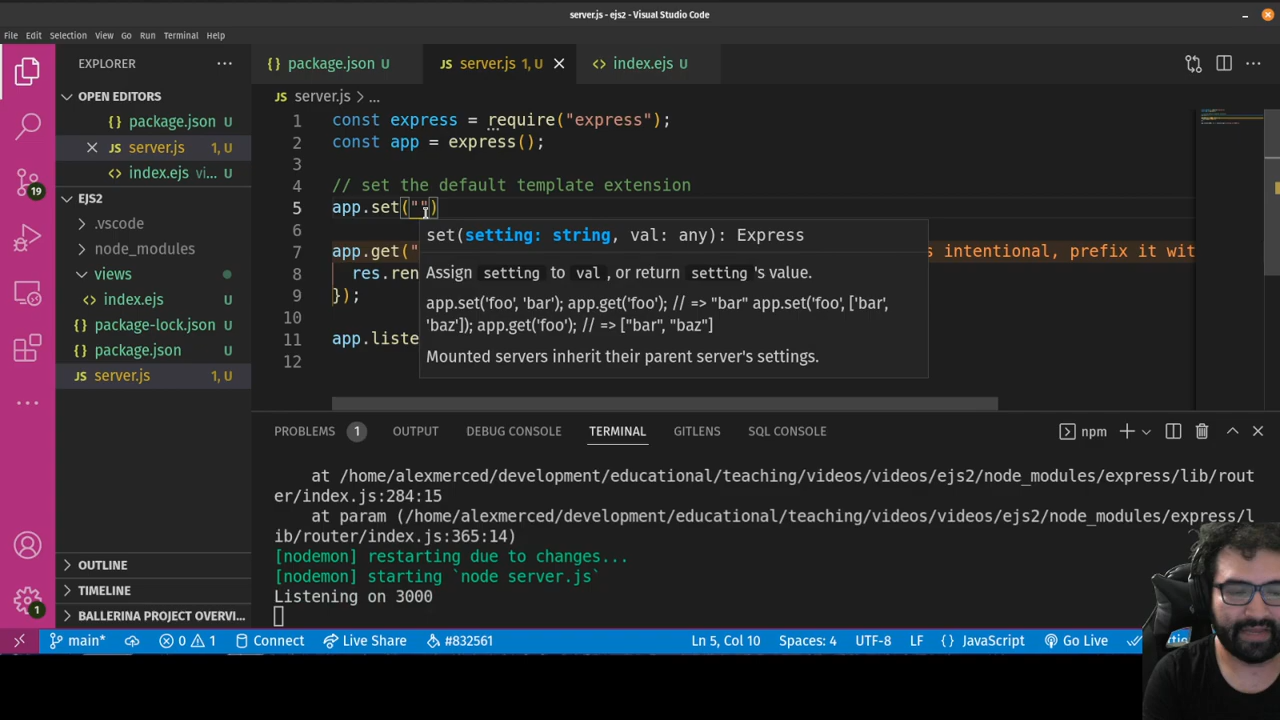 server.js - ejs2 - Visual Studio Code
File Edit Selection View Go Run Terminal Help
EXPLORER
OPEN EDITORS
package.json U
server.js 1, U
index.ejs vi... U
EJS2
.vscode
node_modules
views
index.ejs U
package-lock.json U
package.json U
server.js 1, U
OUTLINE
TIMELINE
BALLERINA PROJECT OVERVI...
19
1
package.json U
server.js 1, U
index.ejs U
server.js > ...
1 const express = require("express");
2 const app = express();
3
4 // set the default template extension
5 app.set("")
6
7 app.get(" s intentional, prefix it wit
8 res.ren
9 });
10
11 app.liste
12
set(setting: string, val: any): Express
Assign setting to val, or return setting 's value.
app.set('foo', 'bar'); app.get('foo'); // => "bar" app.set('foo', ['bar',
'baz']); app.get('foo'); // => ["bar", "baz"]
Mounted servers inherit their parent server's settings.
PROBLEMS 1 OUTPUT DEBUG CONSOLE TERMINAL GITLENS SQL CONSOLE
npm
at /home/alexmerced/development/educational/teaching/videos/videos/ejs2/node_modules/express/lib/rout
er/index.js:284:15
at param (/home/alexmerced/development/educational/teaching/videos/videos/ejs2/node_modules/express/l
ib/router/index.js:365:14)
[nodemon] restarting due to changes...
[nodemon] starting `node server.js`
Listening on 3000
main* 0 1 Connect Live Share #832561 Ln 5, Col 10 Spaces: 4 UTF-8 LF JavaScript Go Live